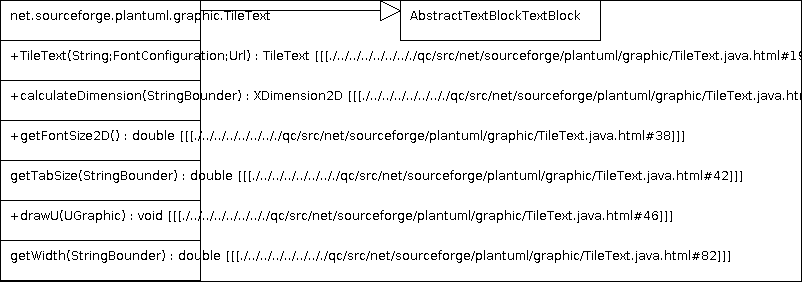 net.sourceforge.plantuml.graphic.TileText
AbstractTextBlockTextBlock
+TileText(String;FontConfiguration;Url) : TileText [[[./../../../../../../../qc/src/net/sourceforge/plantuml/graphic/TileText.java.html#19
+calculateDimension(StringBounder) : XDimension2D [[[./../../../../../../../qc/src/net/sourceforge/plantuml/graphic/TileText.java.htm
+getFontSize2D() : double [[[./../../../../../../../qc/src/net/sourceforge/plantuml/graphic/TileText.java.html#38]]]
getTabSize(StringBounder) : double [[[./../../../../../../../qc/src/net/sourceforge/plantuml/graphic/TileText.java.html#42]]]
+drawU(UGraphic) : void [[[./../../../../../../../qc/src/net/sourceforge/plantuml/graphic/TileText.java.html#46]]]
getWidth(StringBounder) : double [[[./../../../../../../../qc/src/net/sourceforge/plantuml/graphic/TileText.java.html#82]]]